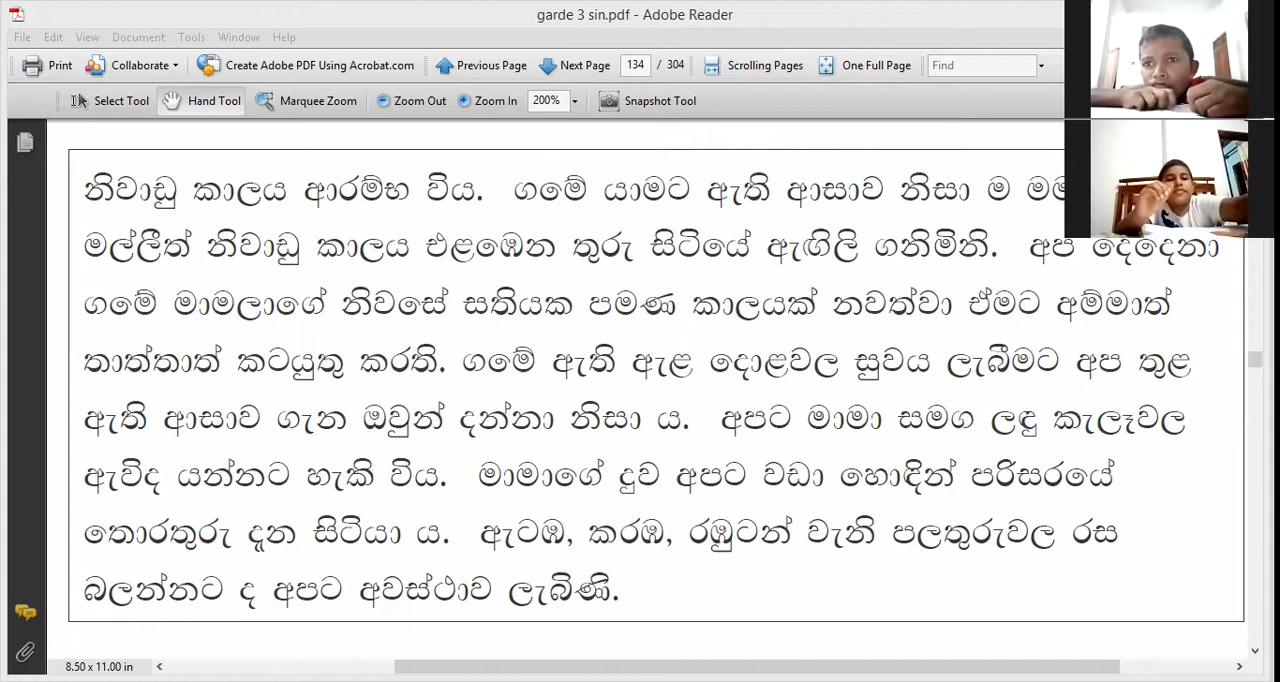 garde 3 sin.pdf - Adobe Reader
File Edit View Document Tools Window Help
Print Collaborate Create Adobe PDF Using Acrobat.com Previous Page Next Page 134 / 304 Scrolling Pages One Full Page Find
Select Tool Hand Tool Marquee Zoom Zoom Out Zoom In 200% Snapshot Tool
නිවාඩු කාලය ආරම්භ විය. ගමේ යාමට ඇති ආසාව නිසා ම
මල්ලීත් නිවාඩු කාලය එළඹෙන තුරු සිටියේ ඇඟිලි ගනිමිනි. අප දෙදෙනා
ගමේ මාමලාගේ නිවසේ සතියක පමණ කාලයක් නවත්වා ඒමට අම්මාත්
තාත්තාත් කටයුතු කරති. ගමේ ඇති ඇළ දොළවල සුවය ලැබීමට අප තුළ
ඇති ආසාව ගැන ඔවුන් දන්නා නිසා ය. අපට මාමා සමග ලඳු කැලෑවල
ඇවිද යන්නට හැකි විය. මාමාගේ දුව අපට වඩා හොඳින් පරිසරයේ
තොරතුරු දැන සිටියා ය. ඇටඹ, කරඹ, රඹුටන් වැනි පලතුරුවල රස
බලන්නට ද අපට අවස්ථාව ලැබිණි.
8.50 x 11.00 in